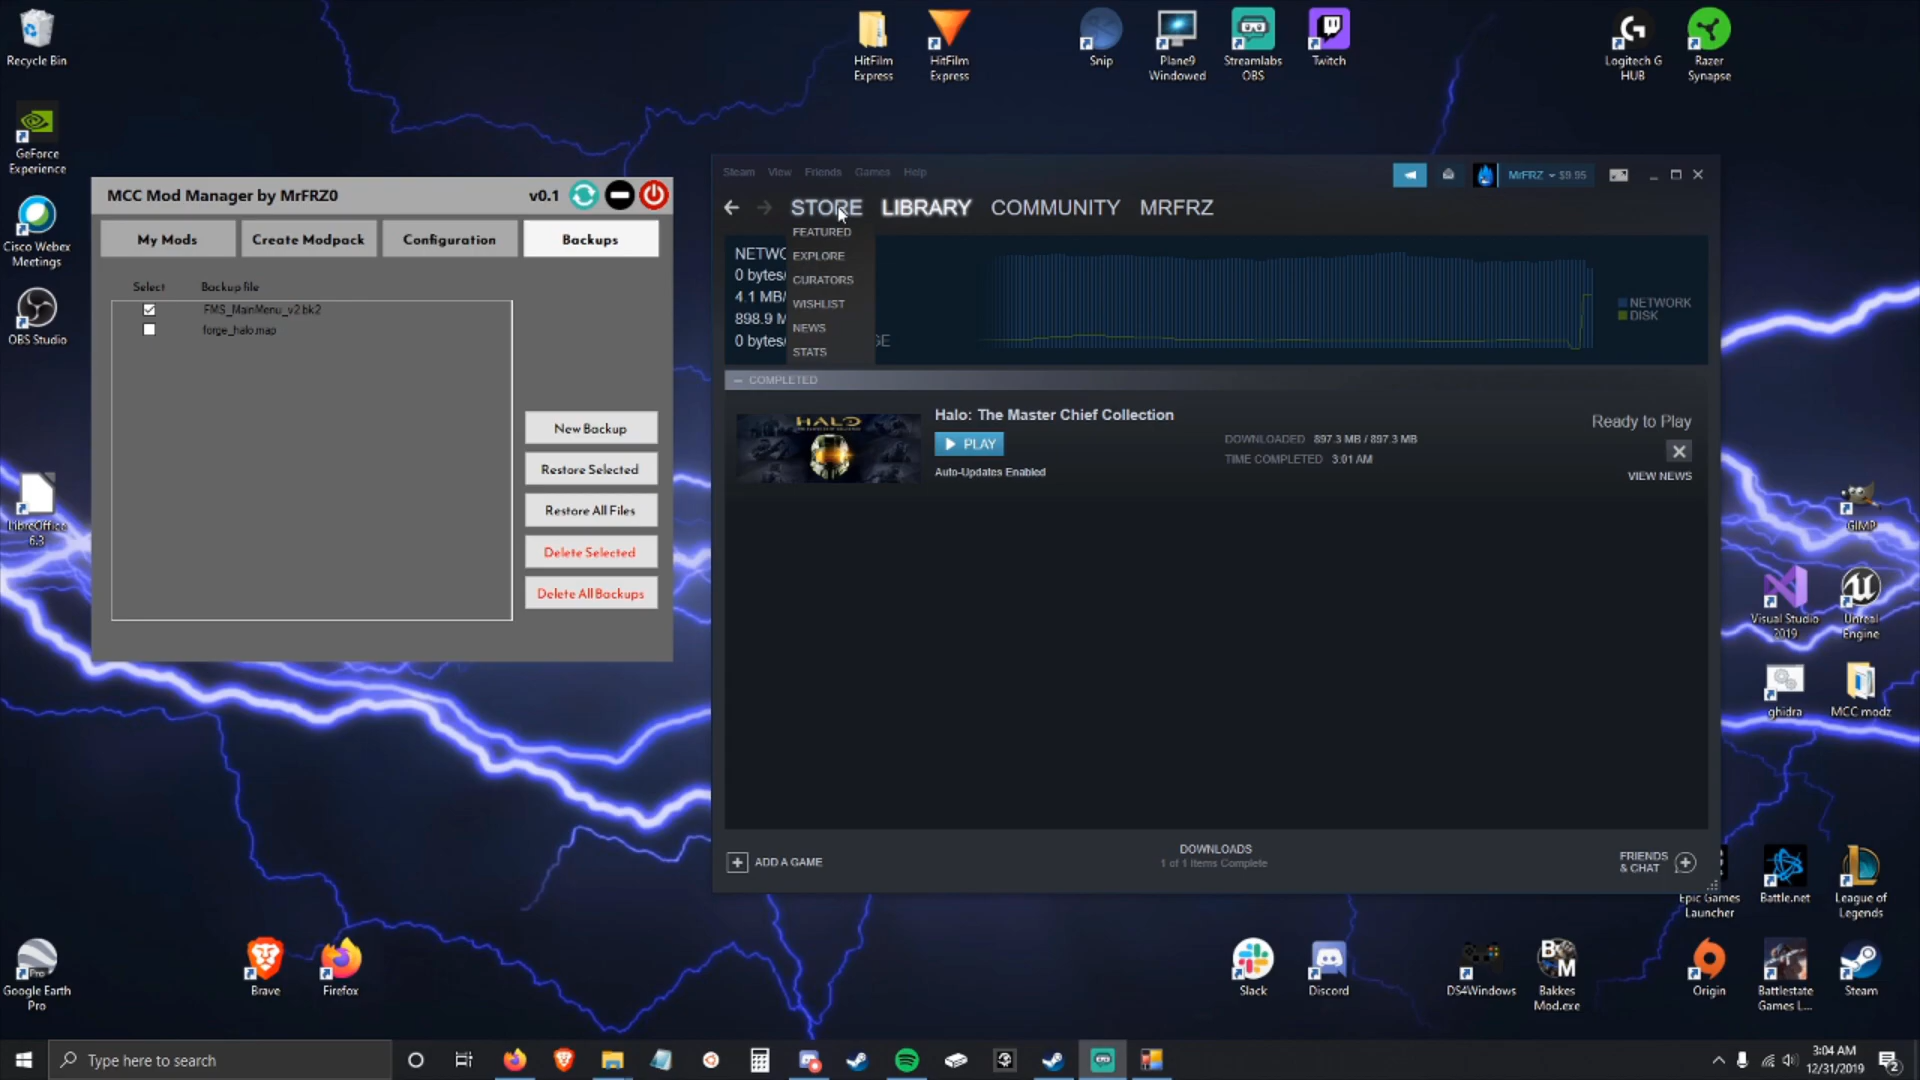 Recycle Bin
GeForce
Experience
Cisco Webex
Meetings
OBS Studio
LibreOffice
6.3
Google Earth
Pro
Brave
Firefox
HitFilm
Express
HitFilm
Express
Snip
Plane9
Windowed
Streamlabs
OBS
Twitch
Logitech G
HUB
Razer
Synapse
MCC Mod Manager by MrFRZ0
v0.1
My Mods
Create Modpack
Configuration
Backups
Select
Backup file
FMS_MainMenu_v2.bk2
forge_halo.map
New Backup
Restore Selected
Restore All Files
Delete Selected
Delete All Backups
Steam View Friends Games Help
MrFRZ $9.95
STORE LIBRARY COMMUNITY MRFRZ
FEATURED
EXPLORE
CURATORS
WISHLIST
NEWS
STATS
0 bytes
4.1 MB/
898.9 M
0 bytes
NETWORK
DISK
COMPLETED
HALO
Halo: The Master Chief Collection
PLAY
Auto-Updates Enabled
DOWNLOADED 897.3 MB / 897.3 MB
TIME COMPLETED 3:01 AM
Ready to Play
VIEW NEWS
ADD A GAME
DOWNLOADS
1 of 1 Items Complete
FRIENDS
& CHAT
GIMP
Visual Studio
2019
Unreal
Engine
ghidra
MCC modz
Epic Games
Launcher
Battle.net
League of
Legends
Slack
Discord
DS4Windows
B
M
Bakkes
Mod.exe
Origin
Battlestate
Games L...
Steam
Type here to search
3:04 AM
12/31/2019
2